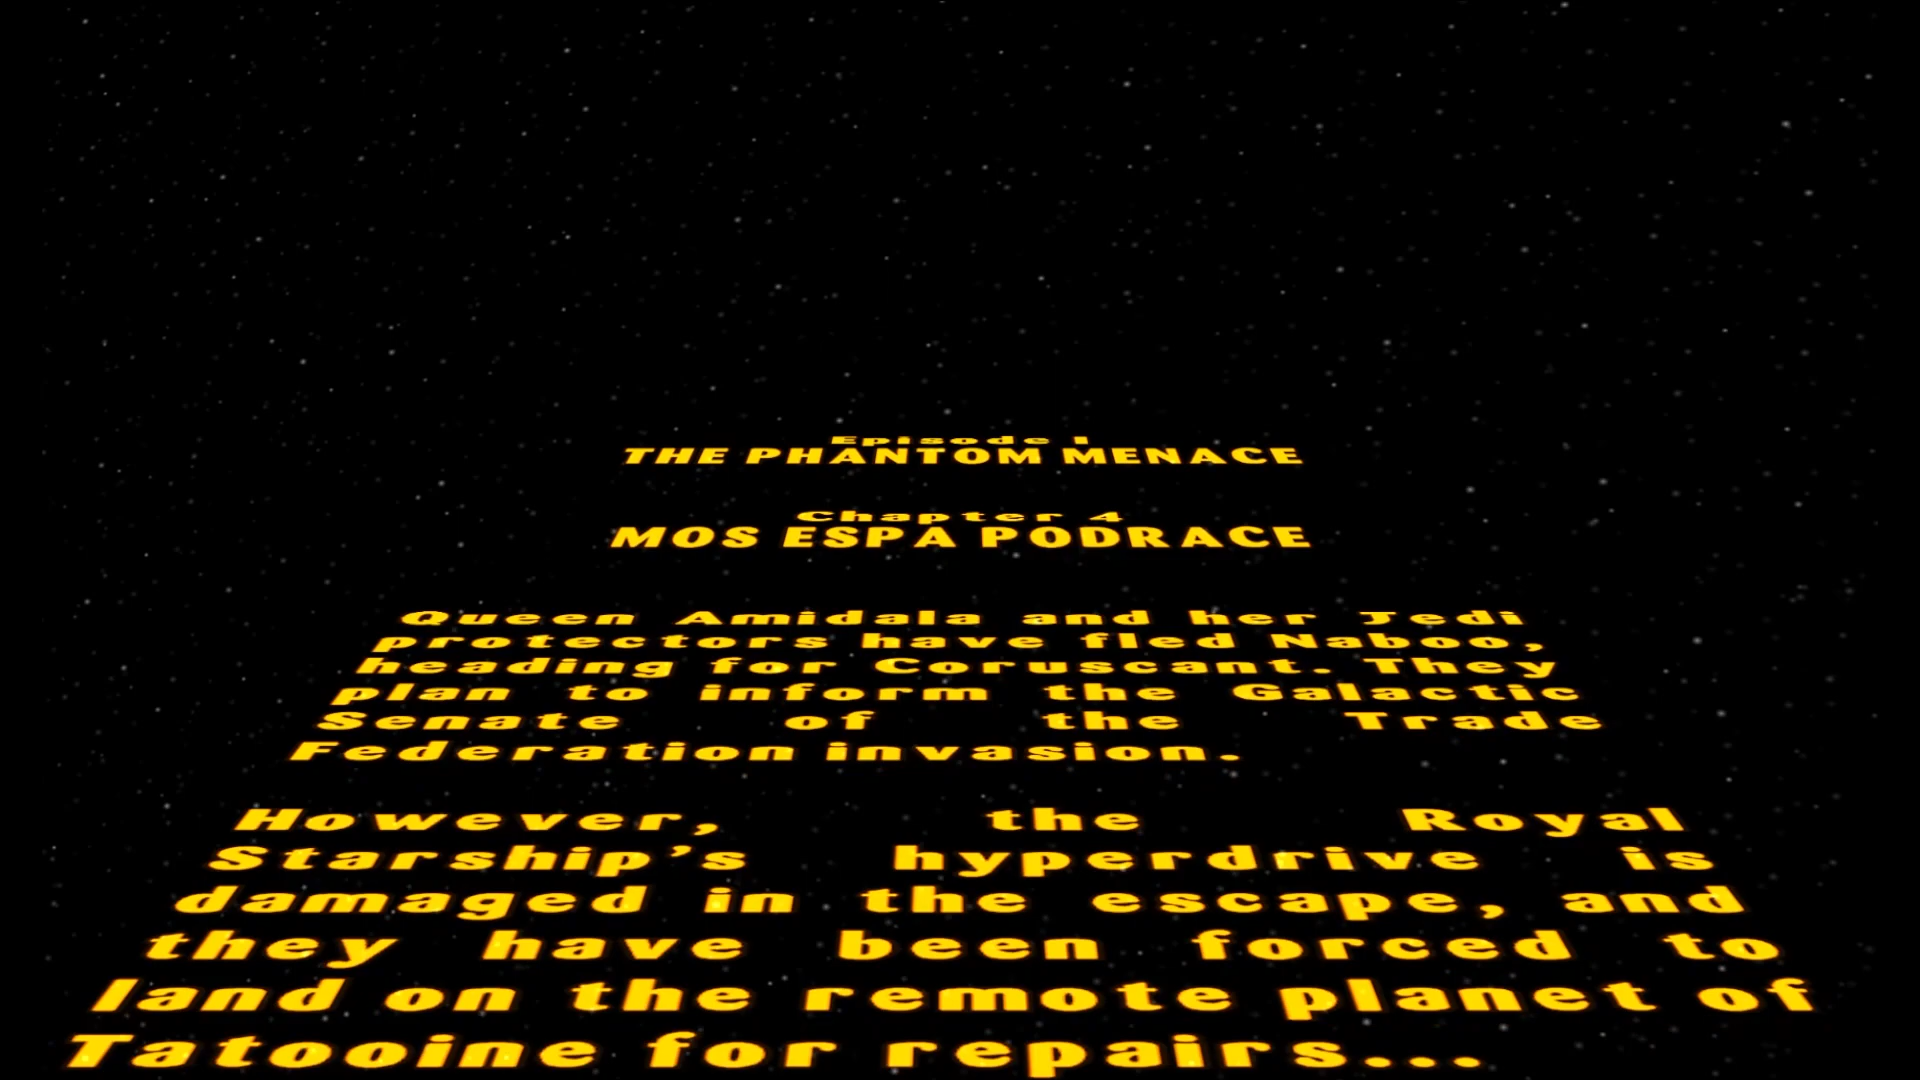 Episode I
THE PHANTOM MENACE
Chapter 4
MOS ESPA PODRACE
Queen Amidala and her Jedi
protectors have fled Naboo,
heading for Coruscant. They
plan to inform the Galactic
Senate of the Trade
Federation invasion.
However, the Royal
Starship’s hyperdrive is
damaged in the escape, and
they have been forced to
land on the remote planet of
Tatooine for repairs...